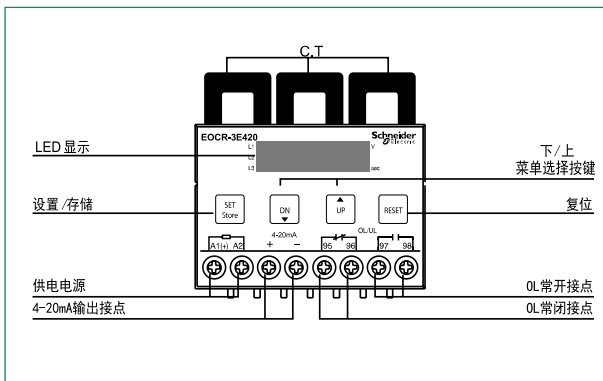 C.T
EOCR-3E420
Schneider
Electric
L1
V
L2
L3
sec
LED 显示
下/上
菜单选择按键
设置/存储
SET
Store
DN
UP
RESET
复位
4-20mA
OL/UL
A1(+) A2 + - 95 96 97 98
供电电源
4-20mA输出接点
OL常开接点
OL常闭接点